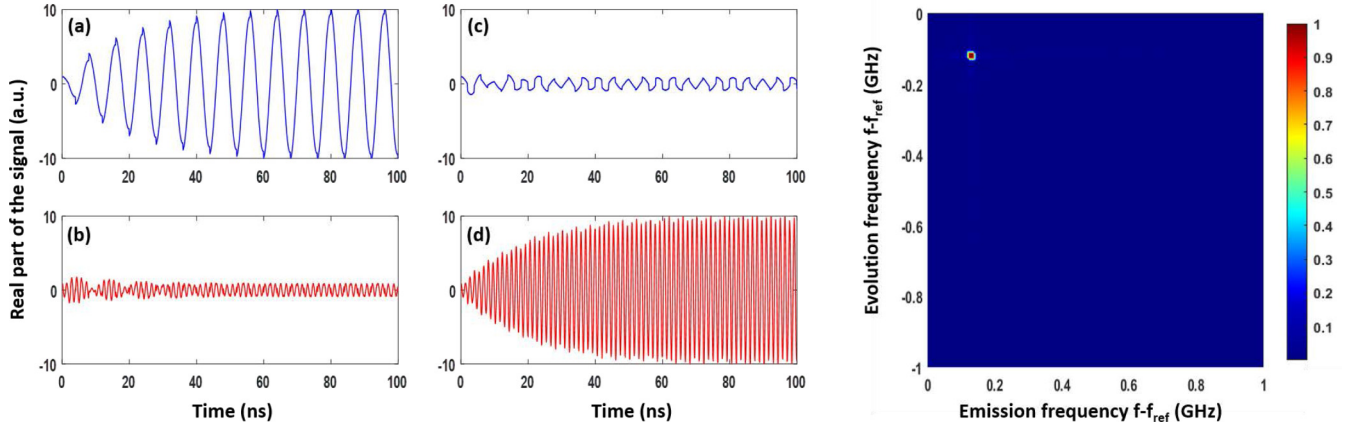 (a)
10
0
-10
0 20 40 60 80 100
(b)
10
0
-10
0 20 40 60 80 100
Real part of the signal (a.u.)
Time (ns)
(c)
10
0
-10
0 20 40 60 80 100
(d)
10
0
-10
0 20 40 60 80 100
Time (ns)
Evolution frequency f-fref (GHz)
0
-0.2
-0.4
-0.6
-0.8
-1
0 0.2 0.4 0.6 0.8 1
Emission frequency f-fref (GHz)
1
0.9
0.8
0.7
0.6
0.5
0.4
0.3
0.2
0.1